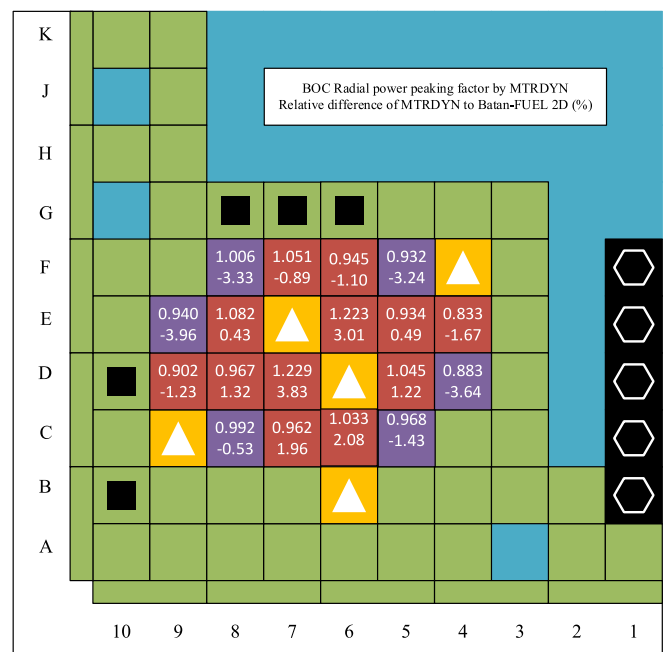 K
J
BOC Radial power peaking factor by MTRDYN
Relative difference of MTRDYN to Batan-FUEL 2D (%)
H
G
F
1.006 1.051 0.945 0.932
-3.33 -0.89 -1.10 -3.24
E
0.940 1.082 1.223 0.934 0.833
-3.96 0.43 3.01 0.49 -1.67
D
0.902 0.967 1.229 1.045 0.883
-1.23 1.32 3.83 1.22 -3.64
C
0.992 0.962 1.033 0.968
-0.53 1.96 2.08 -1.43
B
A
10 9 8 7 6 5 4 3 2 1